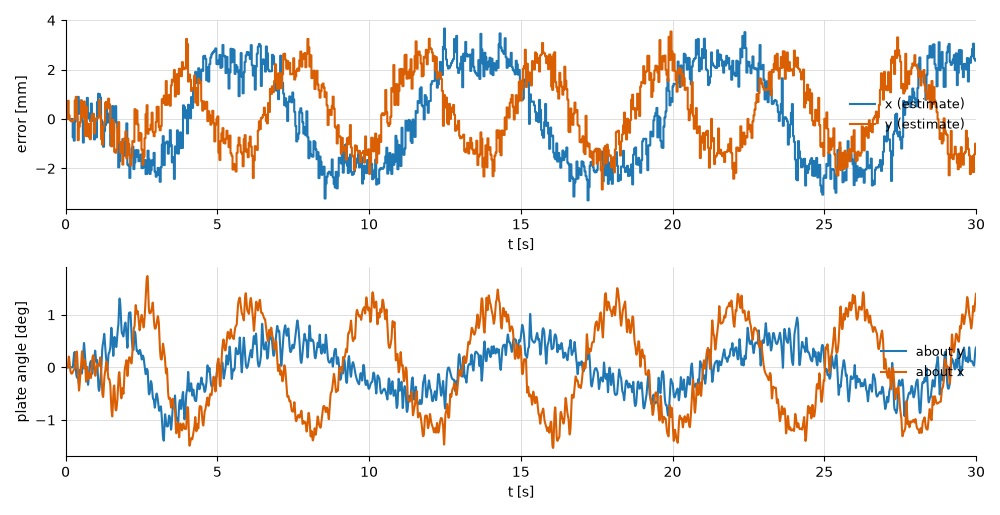 4
2
0
−2
error [mm]
x (estimate)
y (estimate)
0 5 10 15 20 25 30
t [s]
1
0
−1
plate angle [deg]
about y
about x
0 5 10 15 20 25 30
t [s]